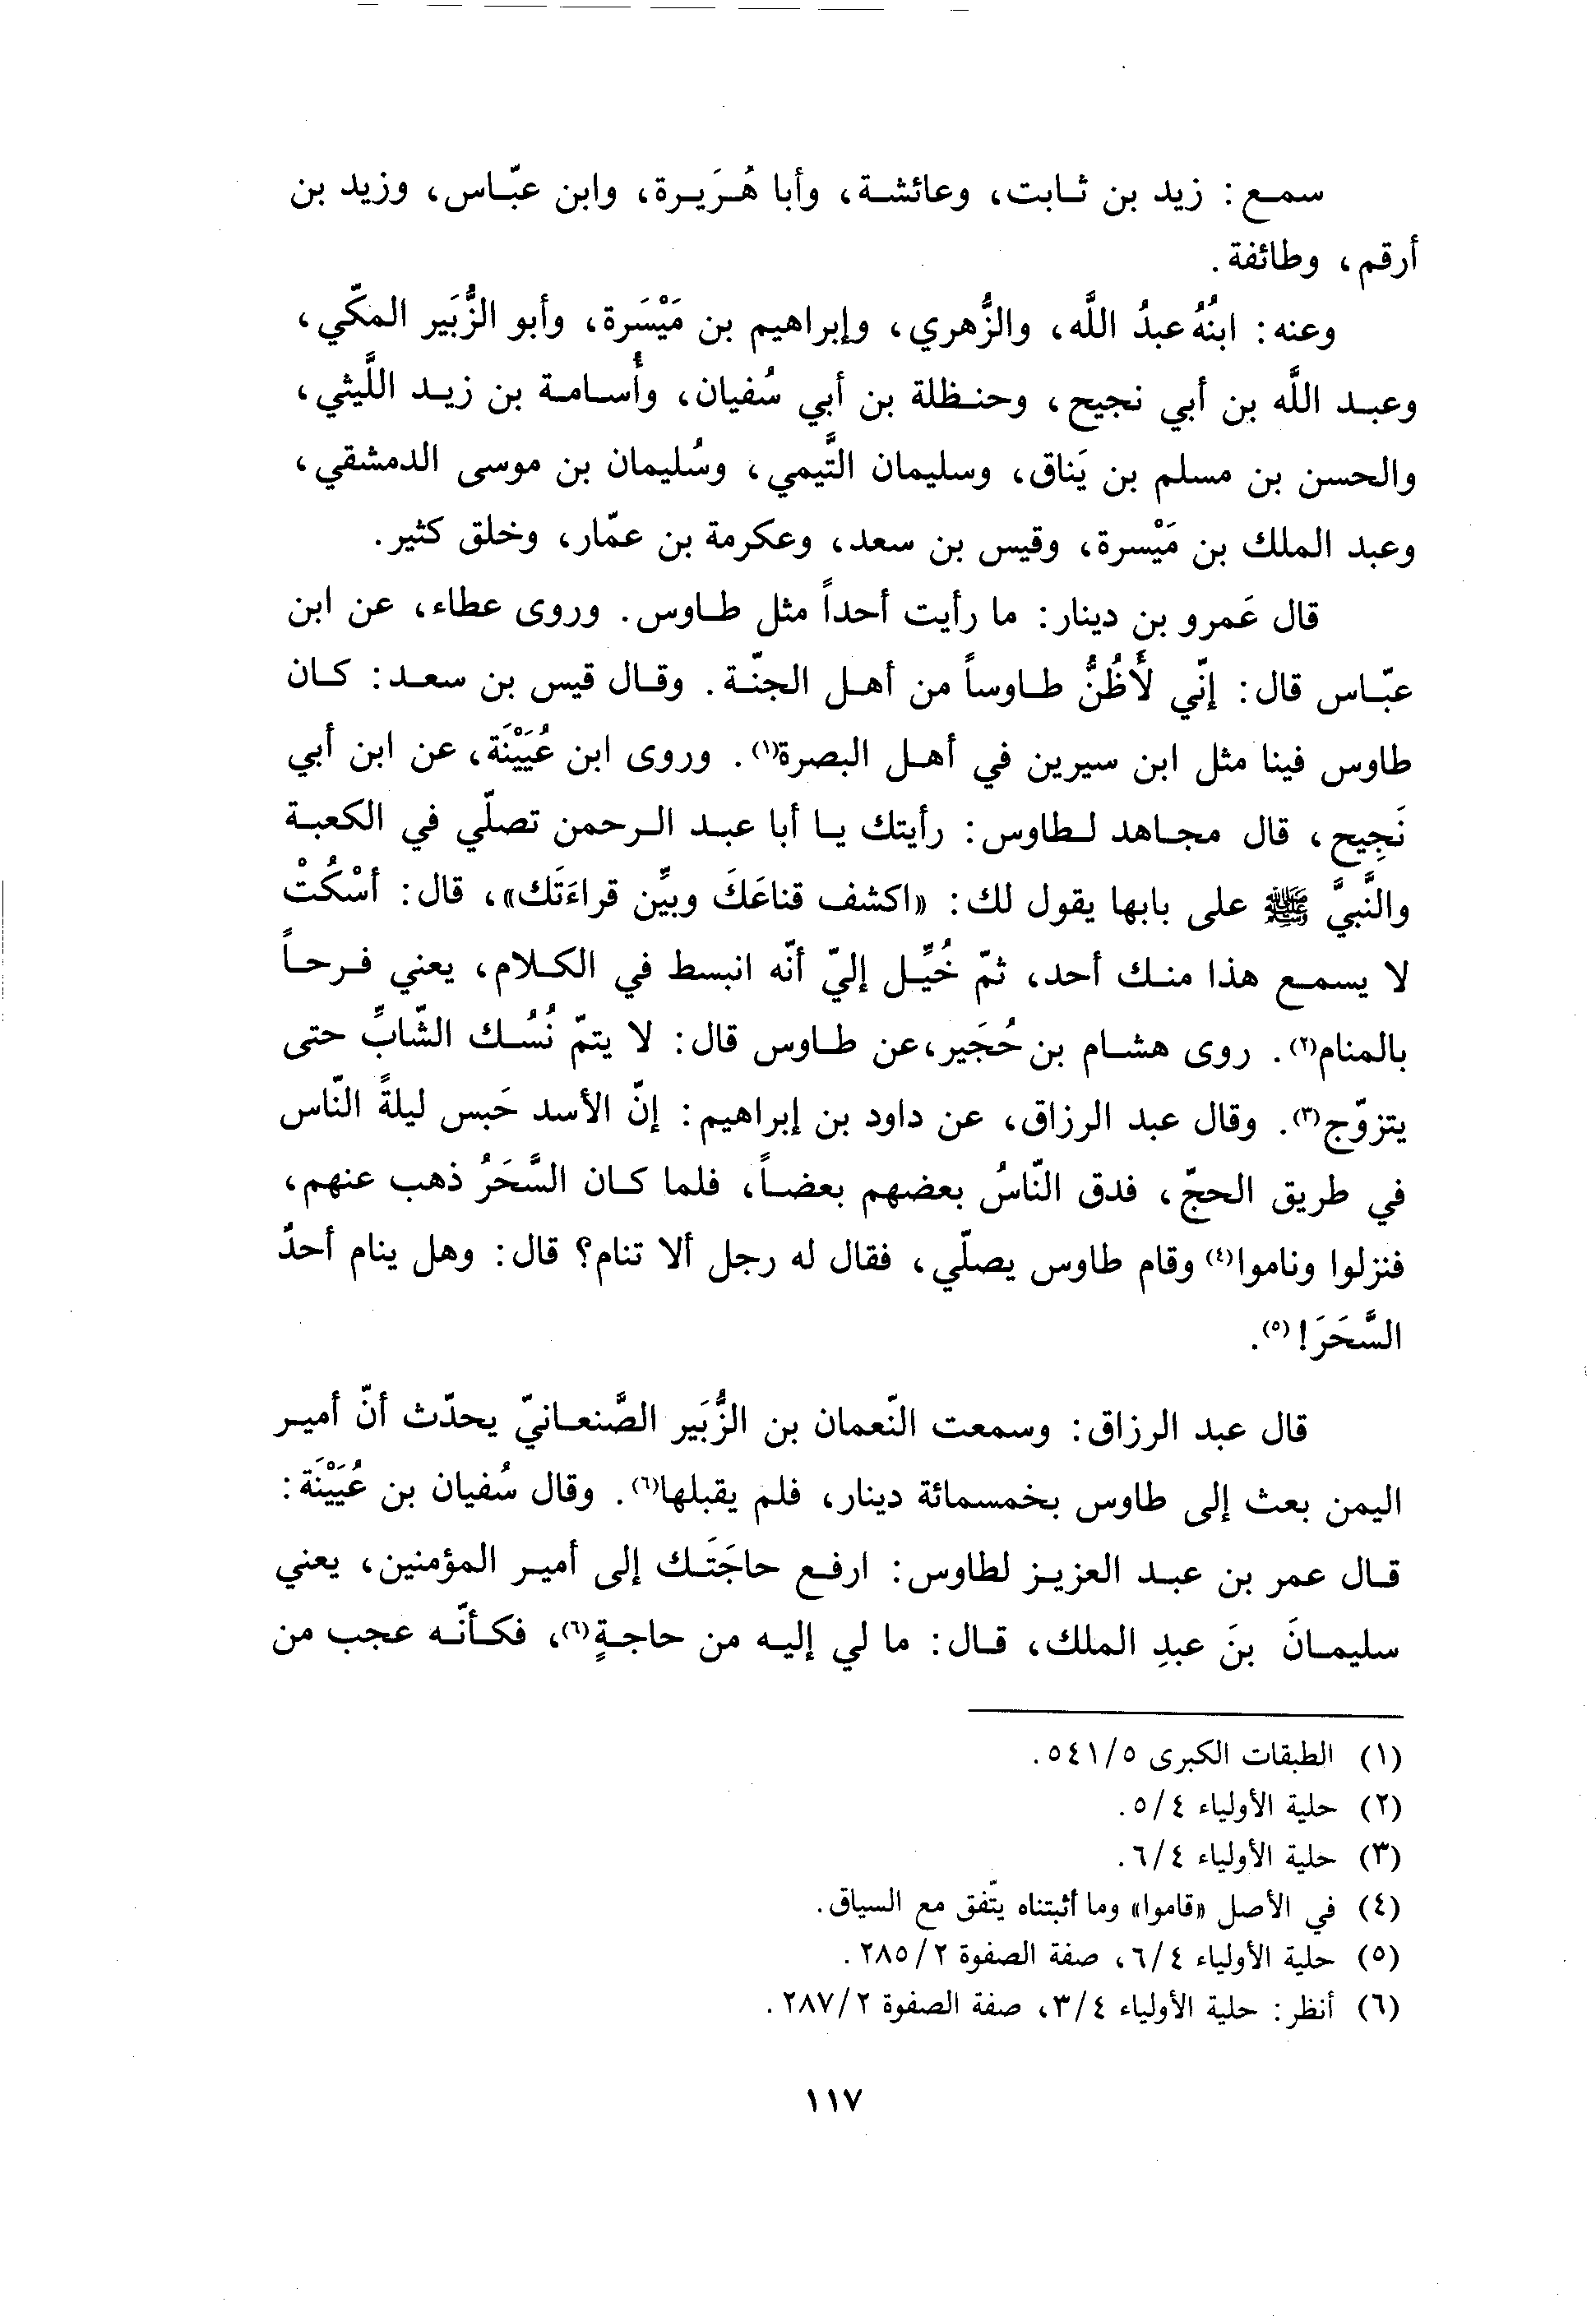 سمع: زيد بن ثابت، وعائشة، وأبا هُرَيرة، وابن عبّاس، وزيد بن
أرقم، وطائفة.
وعنه: ابنُهُ عبدُ اللَّه، والزُّهري، وإبراهيم بن مَيْسَرة، وأبو الزُّبَير المكّي،
وعبد اللَّه بن أبي نجيح، وحنظلة بن أبي سُفيان، وأُسامة بن زيد اللَّيثي،
والحسن بن مسلم بن يَناق، وسليمان التَّيمي، وسُليمان بن موسى الدمشقي،
وعبد الملك بن مَيْسرة، وقيس بن سعد، وعكرمة بن عمّار، وخلق كثير.
قال عَمرو بن دينار: ما رأيت أحداً مثل طاوس. وروى عطاء، عن ابن
عبّاس قال: إنّي لَأَظُنُّ طاوساً من أهل الجنّة. وقال قيس بن سعد: كان
طاوس فينا مثل ابن سيرين في أهل البصرة(١). وروى ابن عُيَيْنَة، عن ابن أبي
نَجِيح، قال مجاهد لطاوس: رأيتك يا أبا عبد الرحمن تصلّي في الكعبة
والنَّبيَّ ﷺ على بابها يقول لك: «اكشف قناعَكَ وبيِّن قراءَتَك»، قال: أسْكُتْ
لا يسمع هذا منك أحد، ثمّ خُيِّل إليّ أنّه انبسط في الكلام، يعني فرحاً
بالمنام(٢). روى هشام بن حُجَير،عن طاوس قال: لا يتمّ نُسُك الشّابِّ حتى
يتزوّج(٣). وقال عبد الرزاق، عن داود بن إبراهيم: إنّ الأسد حَبس ليلةً النّاس
في طريق الحجّ، فدق النّاسُ بعضهم بعضاً، فلما كان السَّحَرُ ذهب عنهم،
فنزلوا وناموا(٤) وقام طاوس يصلّي، فقال له رجل ألا تنام؟ قال: وهل ينام أحدٌ
السَّحَرَ!(٥).
قال عبد الرزاق: وسمعت النّعمان بن الزُّبَير الصَّنعانيّ يحدّث أنّ أمير
اليمن بعث إلى طاوس بخمسمائة دينار، فلم يقبلها(٦). وقال سُفيان بن عُيَيْنَة:
قال عمر بن عبد العزيز لطاوس: ارفع حاجَتَك إلى أمير المؤمنين، يعني
سليمانَ بنَ عبدِ الملك، قال: ما لي إليه من حاجةٍ(٦)، فكأنّه عجب من
(١) الطبقات الكبرى ٥/٥٤١.
(٢) حلية الأولياء ٤/٥.
(٣) حلية الأولياء ٤/٦.
(٤) في الأصل «قاموا» وما أثبتناه يتّفق مع السياق.
(٥) حلية الأولياء ٤/٦، صفة الصفوة ٢/٢٨٥.
(٦) أنظر: حلية الأولياء ٤/٣، صفة الصفوة ٢/٢٨٧.
١١٧